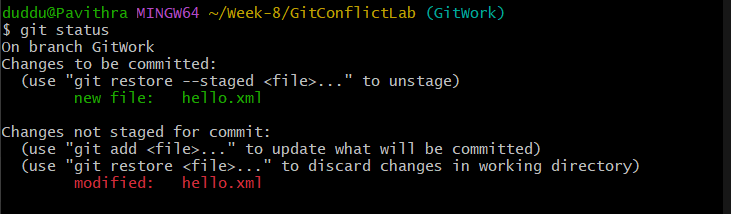 duddu@Pavithra MINGW64 ~/Week-8/GitConflictLab (GitWork)
$ git status
On branch GitWork
Changes to be committed:
  (use "git restore --staged <file>..." to unstage)
        new file:   hello.xml

Changes not staged for commit:
  (use "git add <file>..." to update what will be committed)
  (use "git restore <file>..." to discard changes in working directory)
        modified:   hello.xml